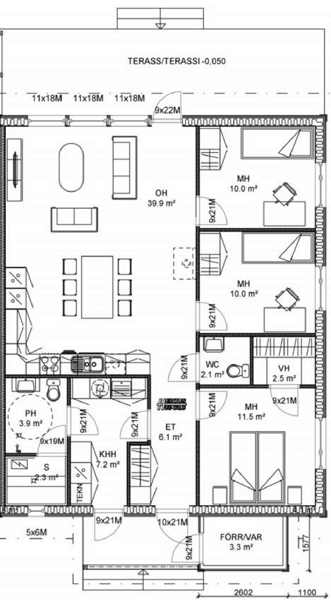 TERASS/TERASSI -0,050
11x18M 11x18M 11x18M
9x22M
OH
39.9 m²
MH
10.0 m²
9x21M
9x21M
MH
10.0 m²
WC
2.1 m²
VH
2.5 m²
9x21M
PH
3.9 m²
9x21M
9x21M
9x21M
MH
11.5 m²
ET
6.1 m²
9x19M
KHH
7.2 m²
S
2.3 m²
TEKN
5x6M
9x21M
10x21M
9x21M
FÖRR/VAR
3.3 m²
1577
2602
1100